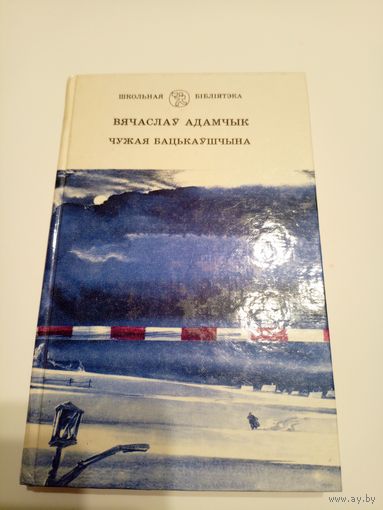 ШКОЛЬНАЯ БІБЛІЯТЭКА
ВЯЧАСЛАЎ АДАМЧЫК
ЧУЖАЯ БАЦЬКАЎШЧЫНА
www.ay.by